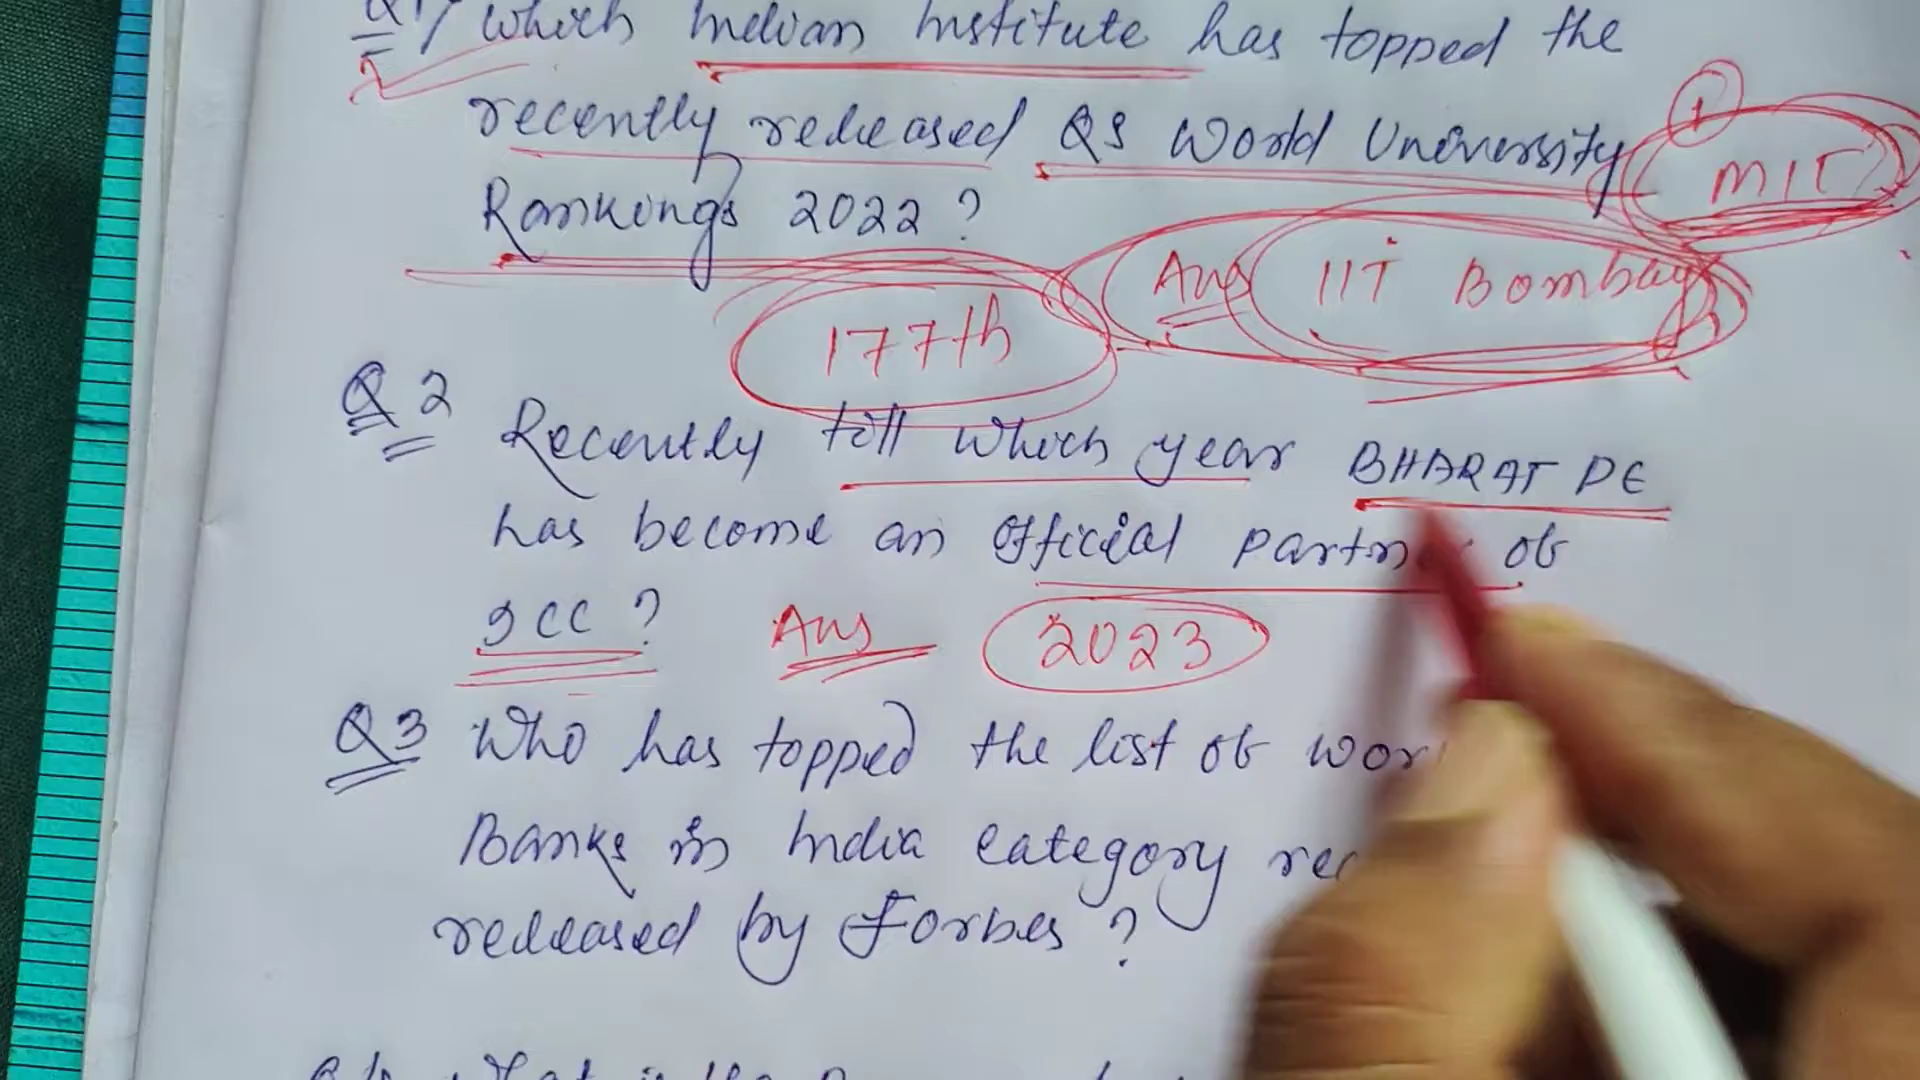 Q1/ which Indian Institute has topped the
recently released QS World University
① MIT
Rankings 2022 ?
Ans IIT Bombay
177th
Q2 Recently till which year BHARAT PE
has become an official partner of
ICC ? Ans 2023
Q3 Who has topped the list of
Banks in India category
released by Forbes ?